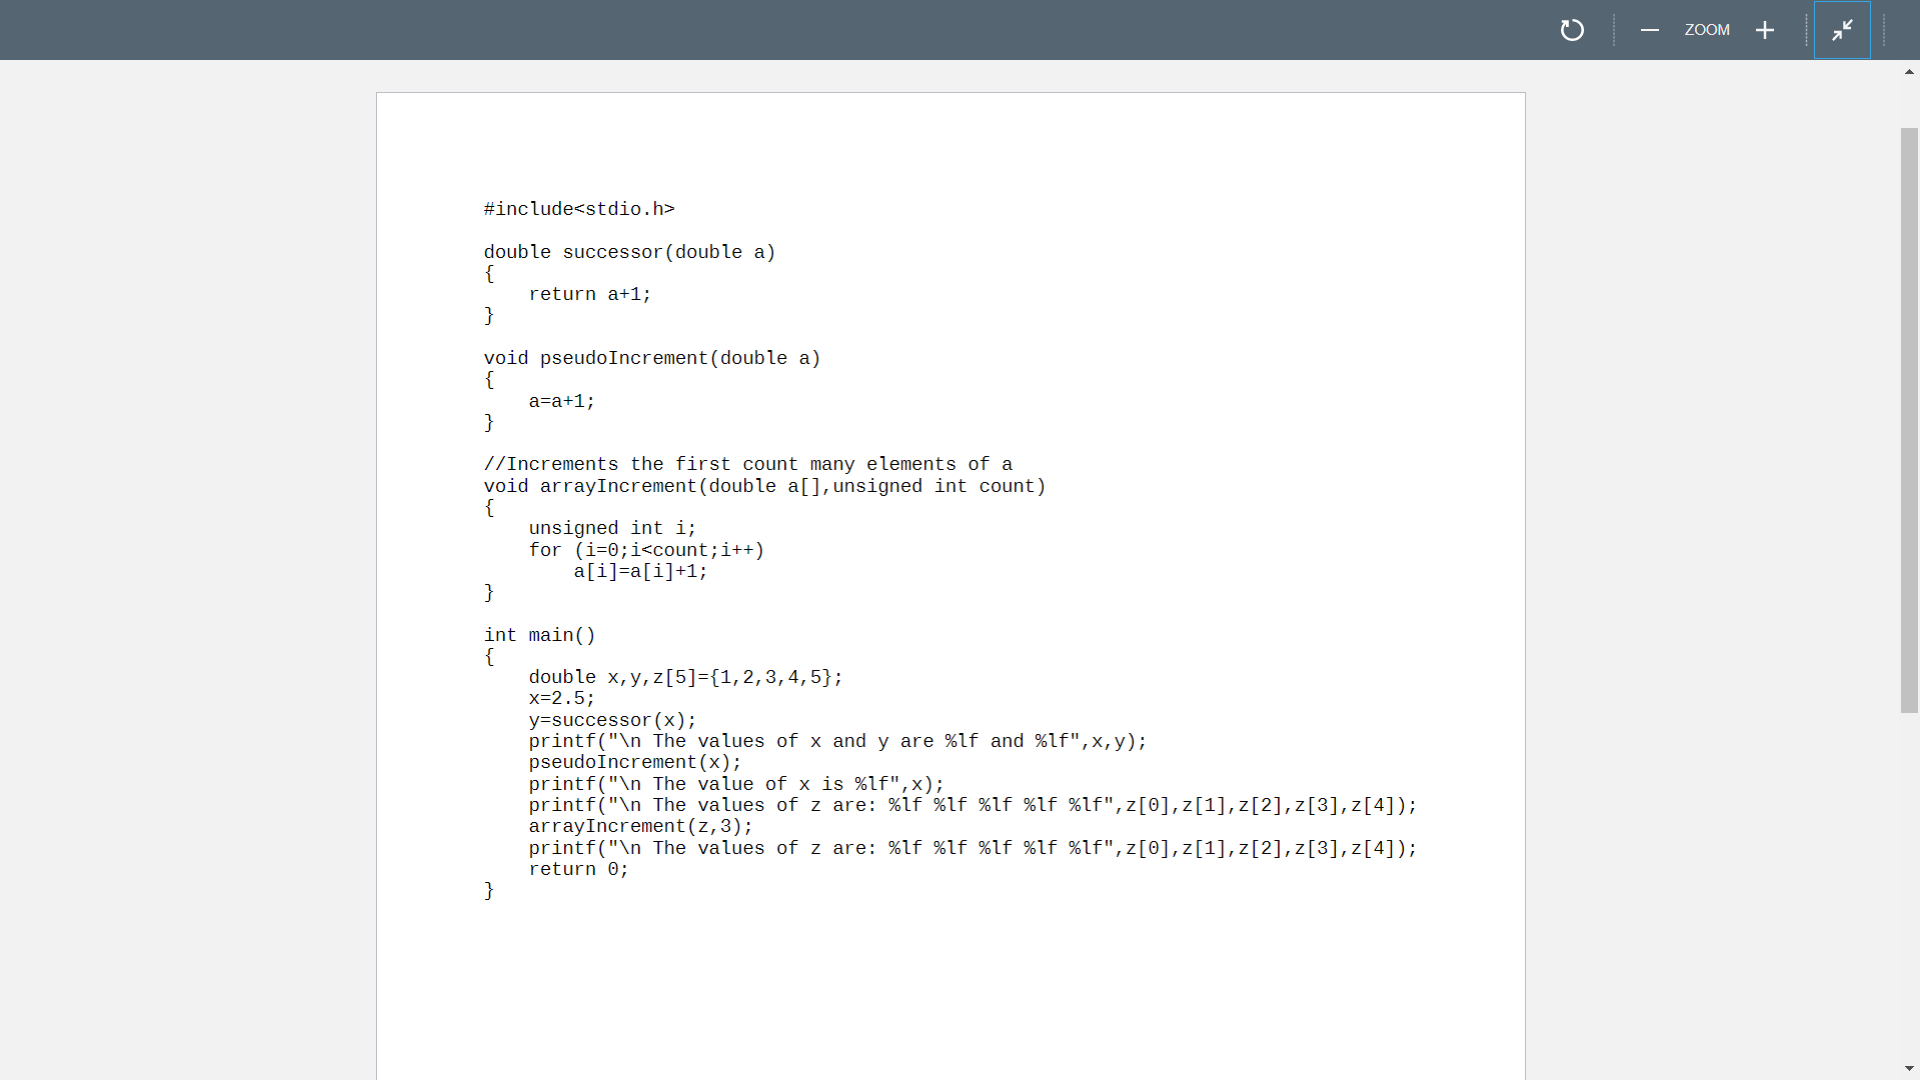 ZOOM
#include<stdio.h>
double successor(double a)
{
    return a+1;
}
void pseudoIncrement(double a)
{
    a=a+1;
}
//Increments the first count many elements of a
void arrayIncrement(double a[],unsigned int count)
{
    unsigned int i;
    for (i=0;i<count;i++)
        a[i]=a[i]+1;
}
int main()
{
    double x,y,z[5]={1,2,3,4,5};
    x=2.5;
    y=successor(x);
    printf("\n The values of x and y are %lf and %lf",x,y);
    pseudoIncrement(x);
    printf("\n The value of x is %lf",x);
    printf("\n The values of z are: %lf %lf %lf %lf %lf",z[0],z[1],z[2],z[3],z[4]);
    arrayIncrement(z,3);
    printf("\n The values of z are: %lf %lf %lf %lf %lf",z[0],z[1],z[2],z[3],z[4]);
    return 0;
}